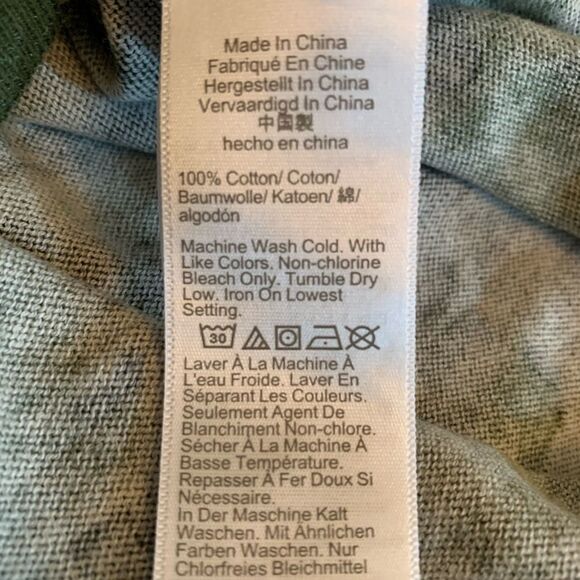 Made In China
Fabriqué En Chine
Hergestellt In China
Vervaardigd In China
中国製
hecho en china
100% Cotton/ Coton/
Baumwolle/ Katoen/ 綿/
algodón
Machine Wash Cold. With
Like Colors. Non-chlorine
Bleach Only. Tumble Dry
Low. Iron On Lowest
Setting.
30
Laver À La Machine À
L'eau Froide. Laver En
Séparant Les Couleurs.
Seulement Agent De
Blanchiment Non-chlore.
Sécher À La Machine À
Basse Température.
Repasser À Fer Doux Si
Nécessaire.
In Der Maschine Kalt
Waschen. Mit Ähnlichen
Farben Waschen. Nur
Chlorfreies Bleichmittel